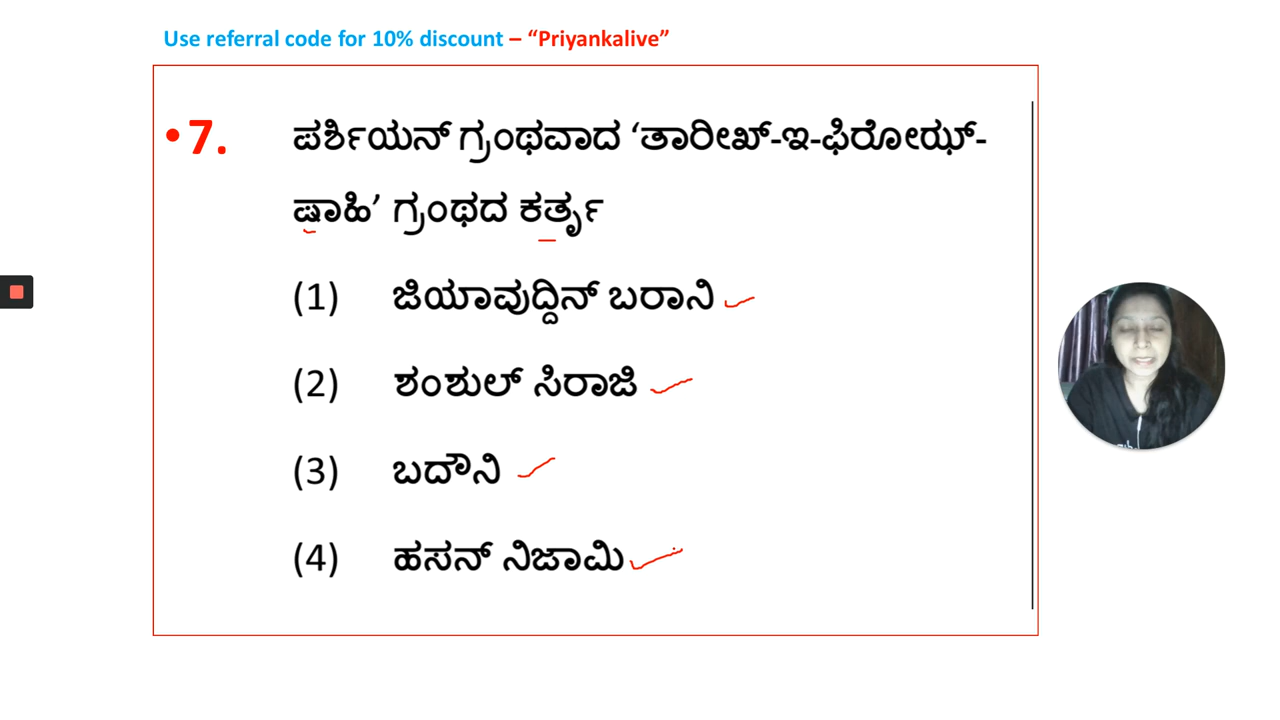 Use referral code for 10% discount – “Priyankalive”
•7. ಪರ್ಶಿಯನ್ ಗ್ರಂಥವಾದ ‘ತಾರೀಖ್-ಇ-ಫಿರೋಝ್-
ಷಾಹಿ’ ಗ್ರಂಥದ ಕರ್ತೃ
(1) ಜಿಯಾವುದ್ದಿನ್ ಬರಾನಿ
(2) ಶಂಶುಲ್ ಸಿರಾಜಿ
(3) ಬದೌನಿ
(4) ಹಸನ್ ನಿಜಾಮಿ